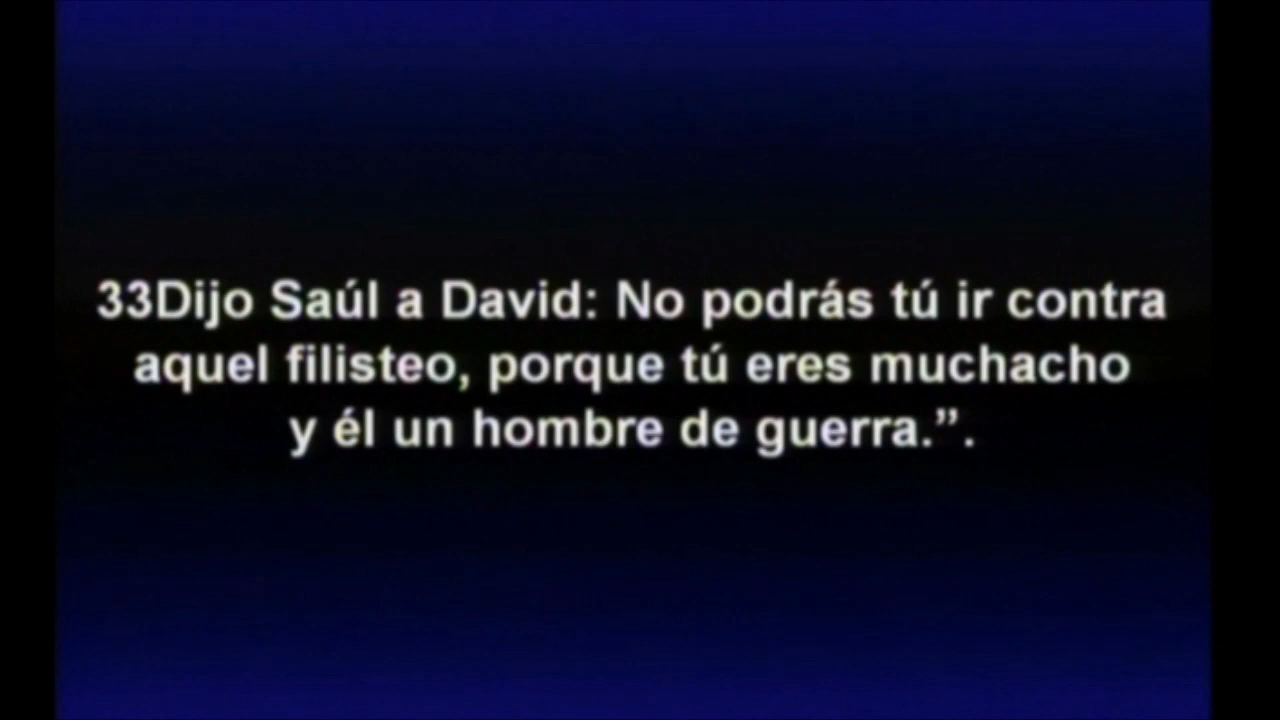 33Dijo Saúl a David: No podrás tú ir contra
aquel filisteo, porque tú eres muchacho
y él un hombre de guerra.”.